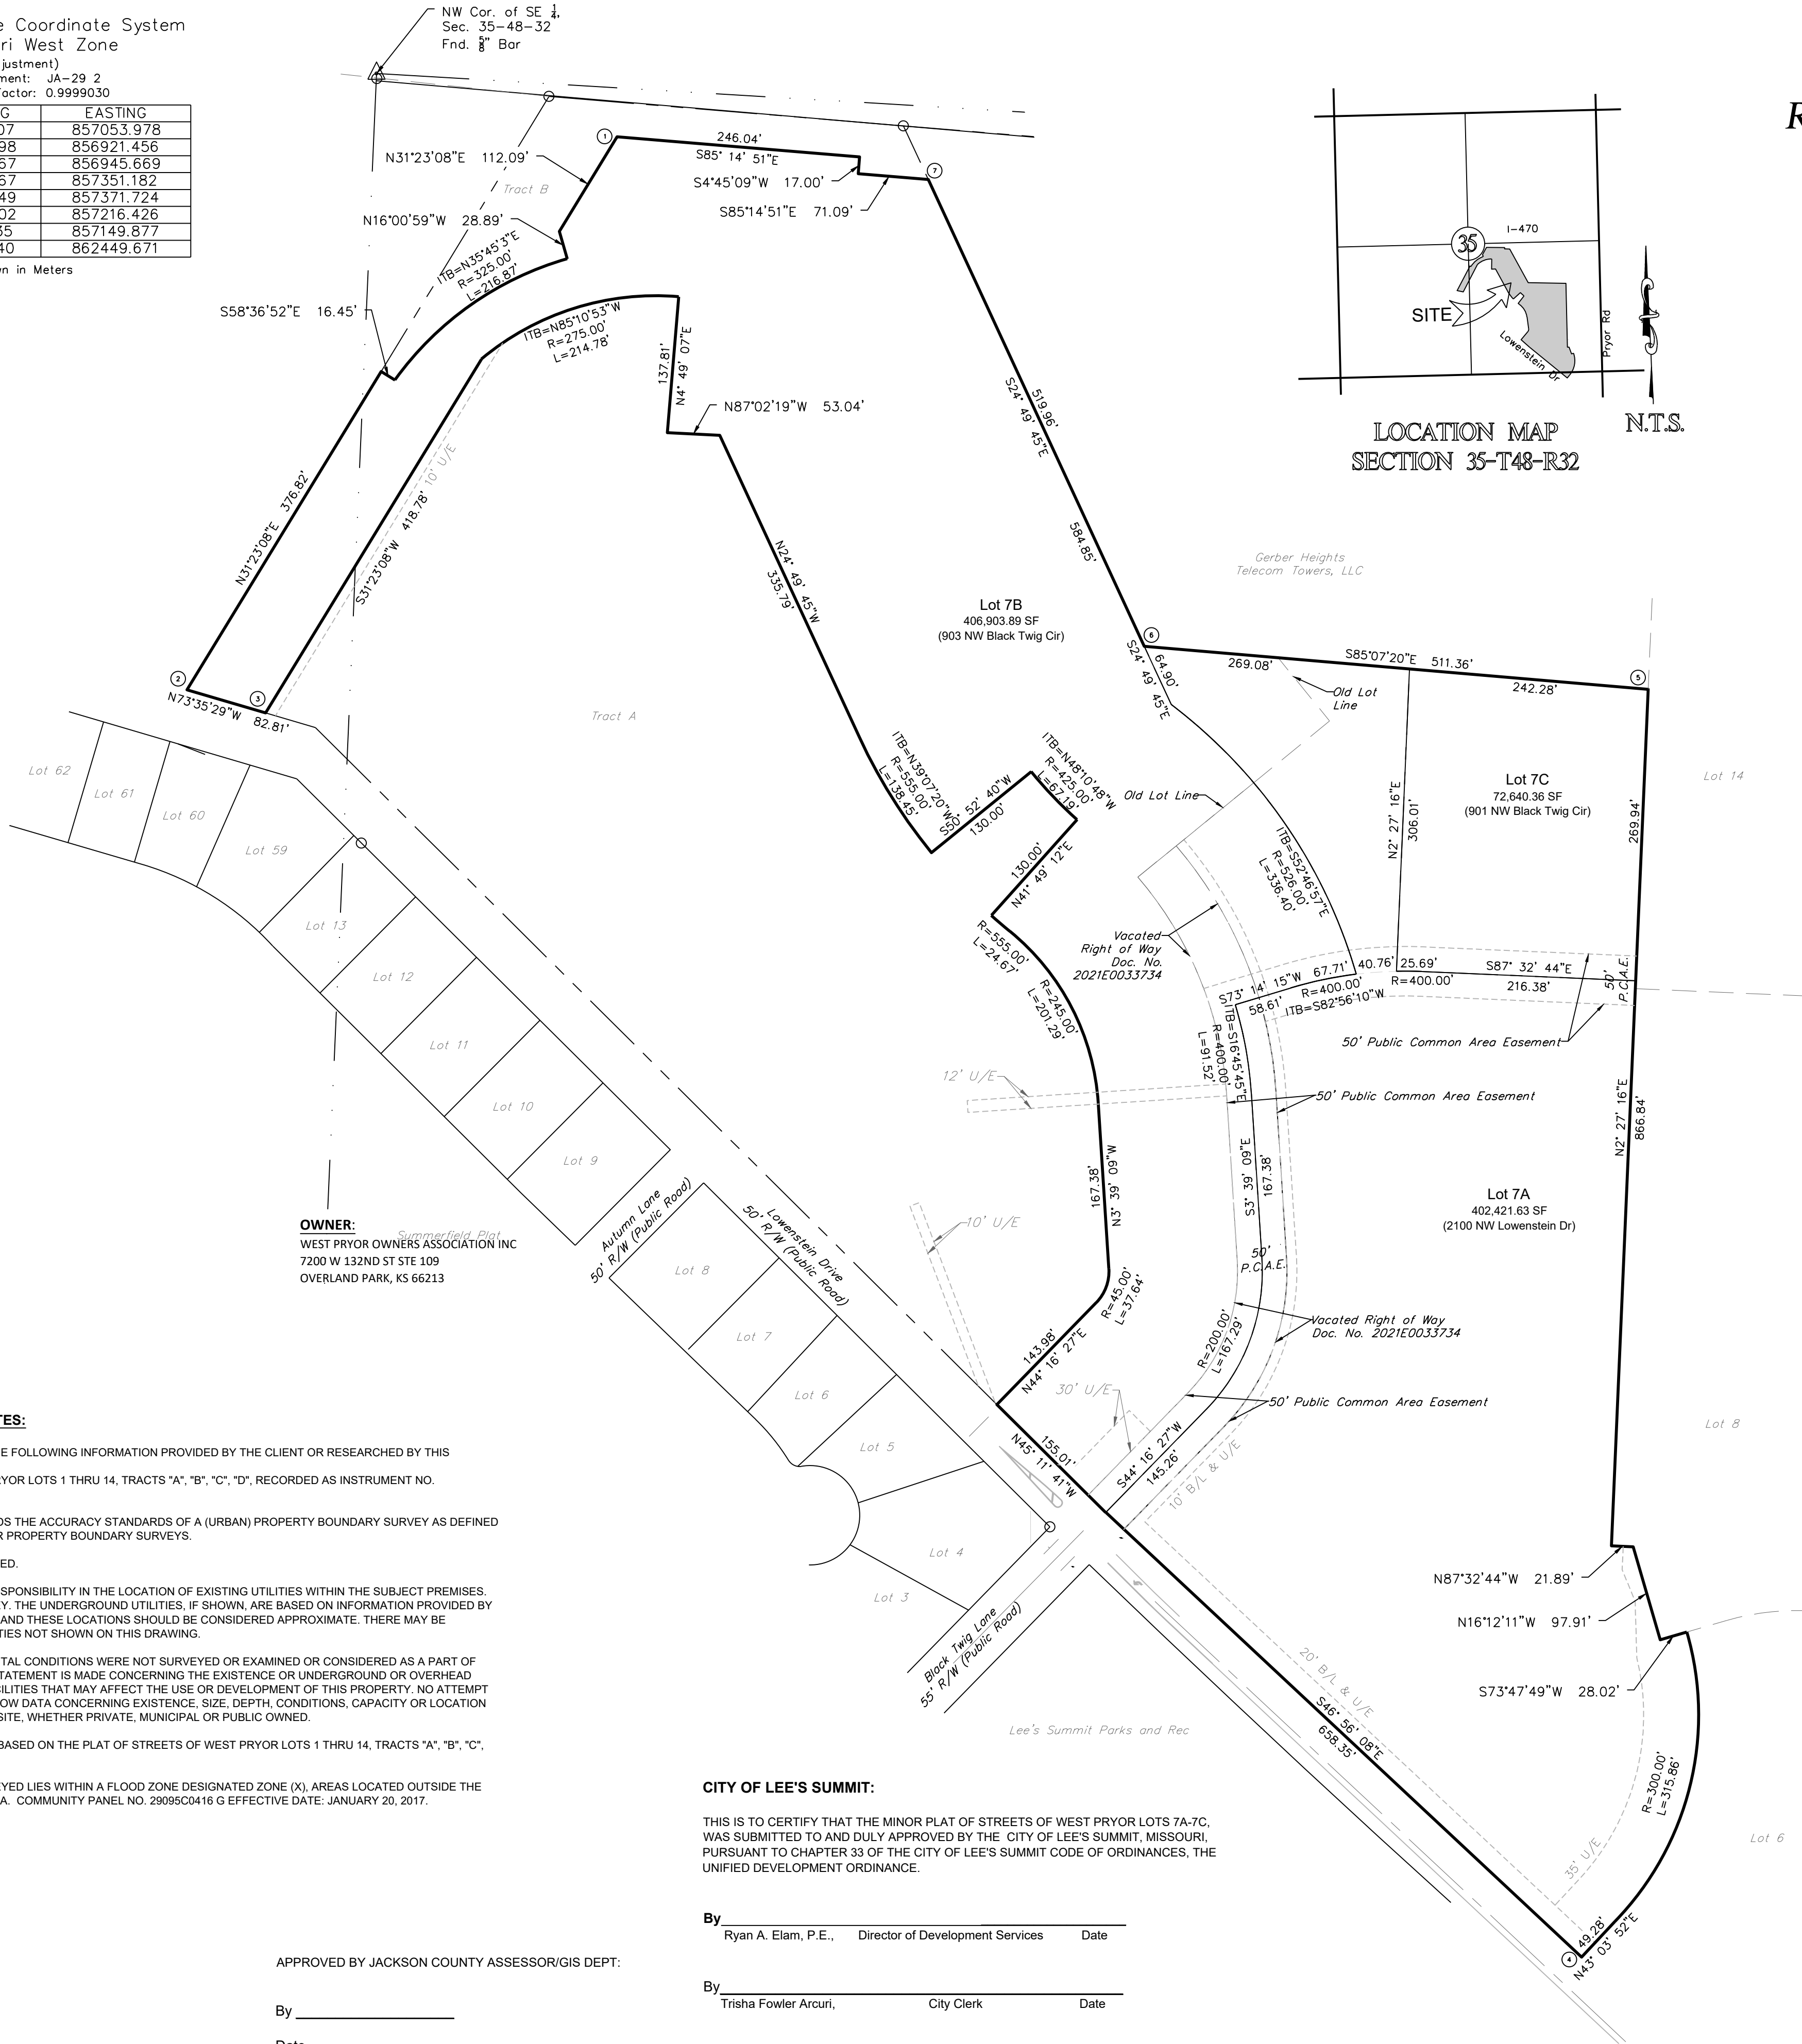 e Coordinate System
ri West Zone
justment)
ment: JA-29 2
actor: 0.9999030
G EASTING
07 857053.978
98 856921.456
67 856945.669
67 857351.182
49 857371.724
02 857216.426
35 857149.877
40 862449.671
wn in Meters
NW Cor. of SE 1/4,
Sec. 35-48-32
Fnd. 5/8" Bar
R
35
I-470
SITE
Lowenstein Dr
Pryor Rd
N.T.S.
LOCATION MAP
SECTION 35-T48-R32
1
246.04'
S85° 14' 51"E
N31°23'08"E 112.09'
Tract B
S4°45'09"W 17.00'
S85°14'51"E 71.09'
7
N16°00'59"W 28.89'
ITB=N35°45'3"E
R=325.00'
L=216.87'
S58°36'52"E 16.45'
ITB=N85°10'53"W
R=275.00'
L=214.78'
137.81'
N4° 49' 07"E
N87°02'19"W 53.04'
519.96'
S24° 49' 45"E
584.85'
N31°23'08"E 376.82'
S31°23'08"W 418.78'
10' U/E
N24° 49' 45"W
335.79'
Gerber Heights
Telecom Towers, LLC
Lot 7B
406,903.89 SF
(903 NW Black Twig Cir)
6
64.90'
S24° 49' 45"E
S85°07'20"E 511.36'
269.08'
242.28'
5
Old Lot
Line
2
3
N73°35'29"W 82.81'
Tract A
Lot 62
Lot 61
Lot 60
Lot 59
Lot 13
Lot 12
Lot 11
Lot 10
Lot 9
ITB=N39°07'20"W
R=555.00'
L=138.45'
S50° 52' 40"W
130.00'
ITB=N48°10'48"W
R=425.00'
L=67.19'
130.00'
N41° 49' 12"E
Old Lot Line
Lot 7C
72,640.36 SF
(901 NW Black Twig Cir)
Lot 14
N2° 27' 16"E
306.01'
269.94'
ITB=S52°46'57"E
R=526.00'
L=336.40'
R=555.00'
L=24.67'
R=245.00'
L=201.29'
Vacated
Right of Way
Doc. No.
2021E0033734
S73° 14' 15"W 67.71'
58.61'
R=400.00'
ITB=S82°56'10"W
40.76'
25.69'
R=400.00'
S87° 32' 44"E
216.38'
50'
P.C.A.E.
50' Public Common Area Easement
ITB=S16°45'45"E
R=400.00'
L=91.52'
12' U/E
50' Public Common Area Easement
167.38'
N3° 39' 09"W
S3° 39' 09"E
167.38'
N2° 27' 16"E
866.84'
Lot 7A
402,421.63 SF
(2100 NW Lowenstein Dr)
OWNER:
Summerfield Plat
WEST PRYOR OWNERS ASSOCIATION INC
7200 W 132ND ST STE 109
OVERLAND PARK, KS 66213
Autumn Lane
50' R/W (Public Road)
Lowenstein Drive
50' R/W (Public Road)
10' U/E
50'
P.C.A.E.
Lot 8
Lot 7
Lot 6
Lot 5
Lot 4
Lot 3
R=45.00'
L=37.64'
143.98'
N44° 16' 27"E
R=200.00'
L=167.29'
Vacated Right of Way
Doc. No. 2021E0033734
30' U/E
50' Public Common Area Easement
155.01'
N45° 11' 41"W
S44° 16' 27"W
145.26'
10' B/L & U/E
Lot 8
N87°32'44"W 21.89'
N16°12'11"W 97.91'
S73°47'49"W 28.02'
Black Twig Lane
55' R/W (Public Road)
20' B/L & U/E
S46° 56' 08"E
658.35'
Lee's Summit Parks and Rec
R=300.00'
L=315.86'
35' U/E
Lot 6
49.28'
N43° 03' 52"E
4
TES:
E FOLLOWING INFORMATION PROVIDED BY THE CLIENT OR RESEARCHED BY THIS
RYOR LOTS 1 THRU 14, TRACTS "A", "B", "C", "D", RECORDED AS INSTRUMENT NO.
DS THE ACCURACY STANDARDS OF A (URBAN) PROPERTY BOUNDARY SURVEY AS DEFINED
R PROPERTY BOUNDARY SURVEYS.
ED.
SPONSIBILITY IN THE LOCATION OF EXISTING UTILITIES WITHIN THE SUBJECT PREMISES.
Y. THE UNDERGROUND UTILITIES, IF SHOWN, ARE BASED ON INFORMATION PROVIDED BY
AND THESE LOCATIONS SHOULD BE CONSIDERED APPROXIMATE. THERE MAY BE
TIES NOT SHOWN ON THIS DRAWING.
TAL CONDITIONS WERE NOT SURVEYED OR EXAMINED OR CONSIDERED AS A PART OF
STATEMENT IS MADE CONCERNING THE EXISTENCE OR UNDERGROUND OR OVERHEAD
CILITIES THAT MAY AFFECT THE USE OR DEVELOPMENT OF THIS PROPERTY. NO ATTEMPT
OW DATA CONCERNING EXISTENCE, SIZE, DEPTH, CONDITIONS, CAPACITY OR LOCATION
SITE, WHETHER PRIVATE, MUNICIPAL OR PUBLIC OWNED.
BASED ON THE PLAT OF STREETS OF WEST PRYOR LOTS 1 THRU 14, TRACTS "A", "B", "C",
YED LIES WITHIN A FLOOD ZONE DESIGNATED ZONE (X), AREAS LOCATED OUTSIDE THE
A. COMMUNITY PANEL NO. 29095C0416 G EFFECTIVE DATE: JANUARY 20, 2017.
CITY OF LEE'S SUMMIT:
THIS IS TO CERTIFY THAT THE MINOR PLAT OF STREETS OF WEST PRYOR LOTS 7A-7C,
WAS SUBMITTED TO AND DULY APPROVED BY THE CITY OF LEE'S SUMMIT, MISSOURI,
PURSUANT TO CHAPTER 33 OF THE CITY OF LEE'S SUMMIT CODE OF ORDINANCES, THE
UNIFIED DEVELOPMENT ORDINANCE.
By
Ryan A. Elam, P.E., Director of Development Services Date
By
Trisha Fowler Arcuri, City Clerk Date
APPROVED BY JACKSON COUNTY ASSESSOR/GIS DEPT:
By
Date